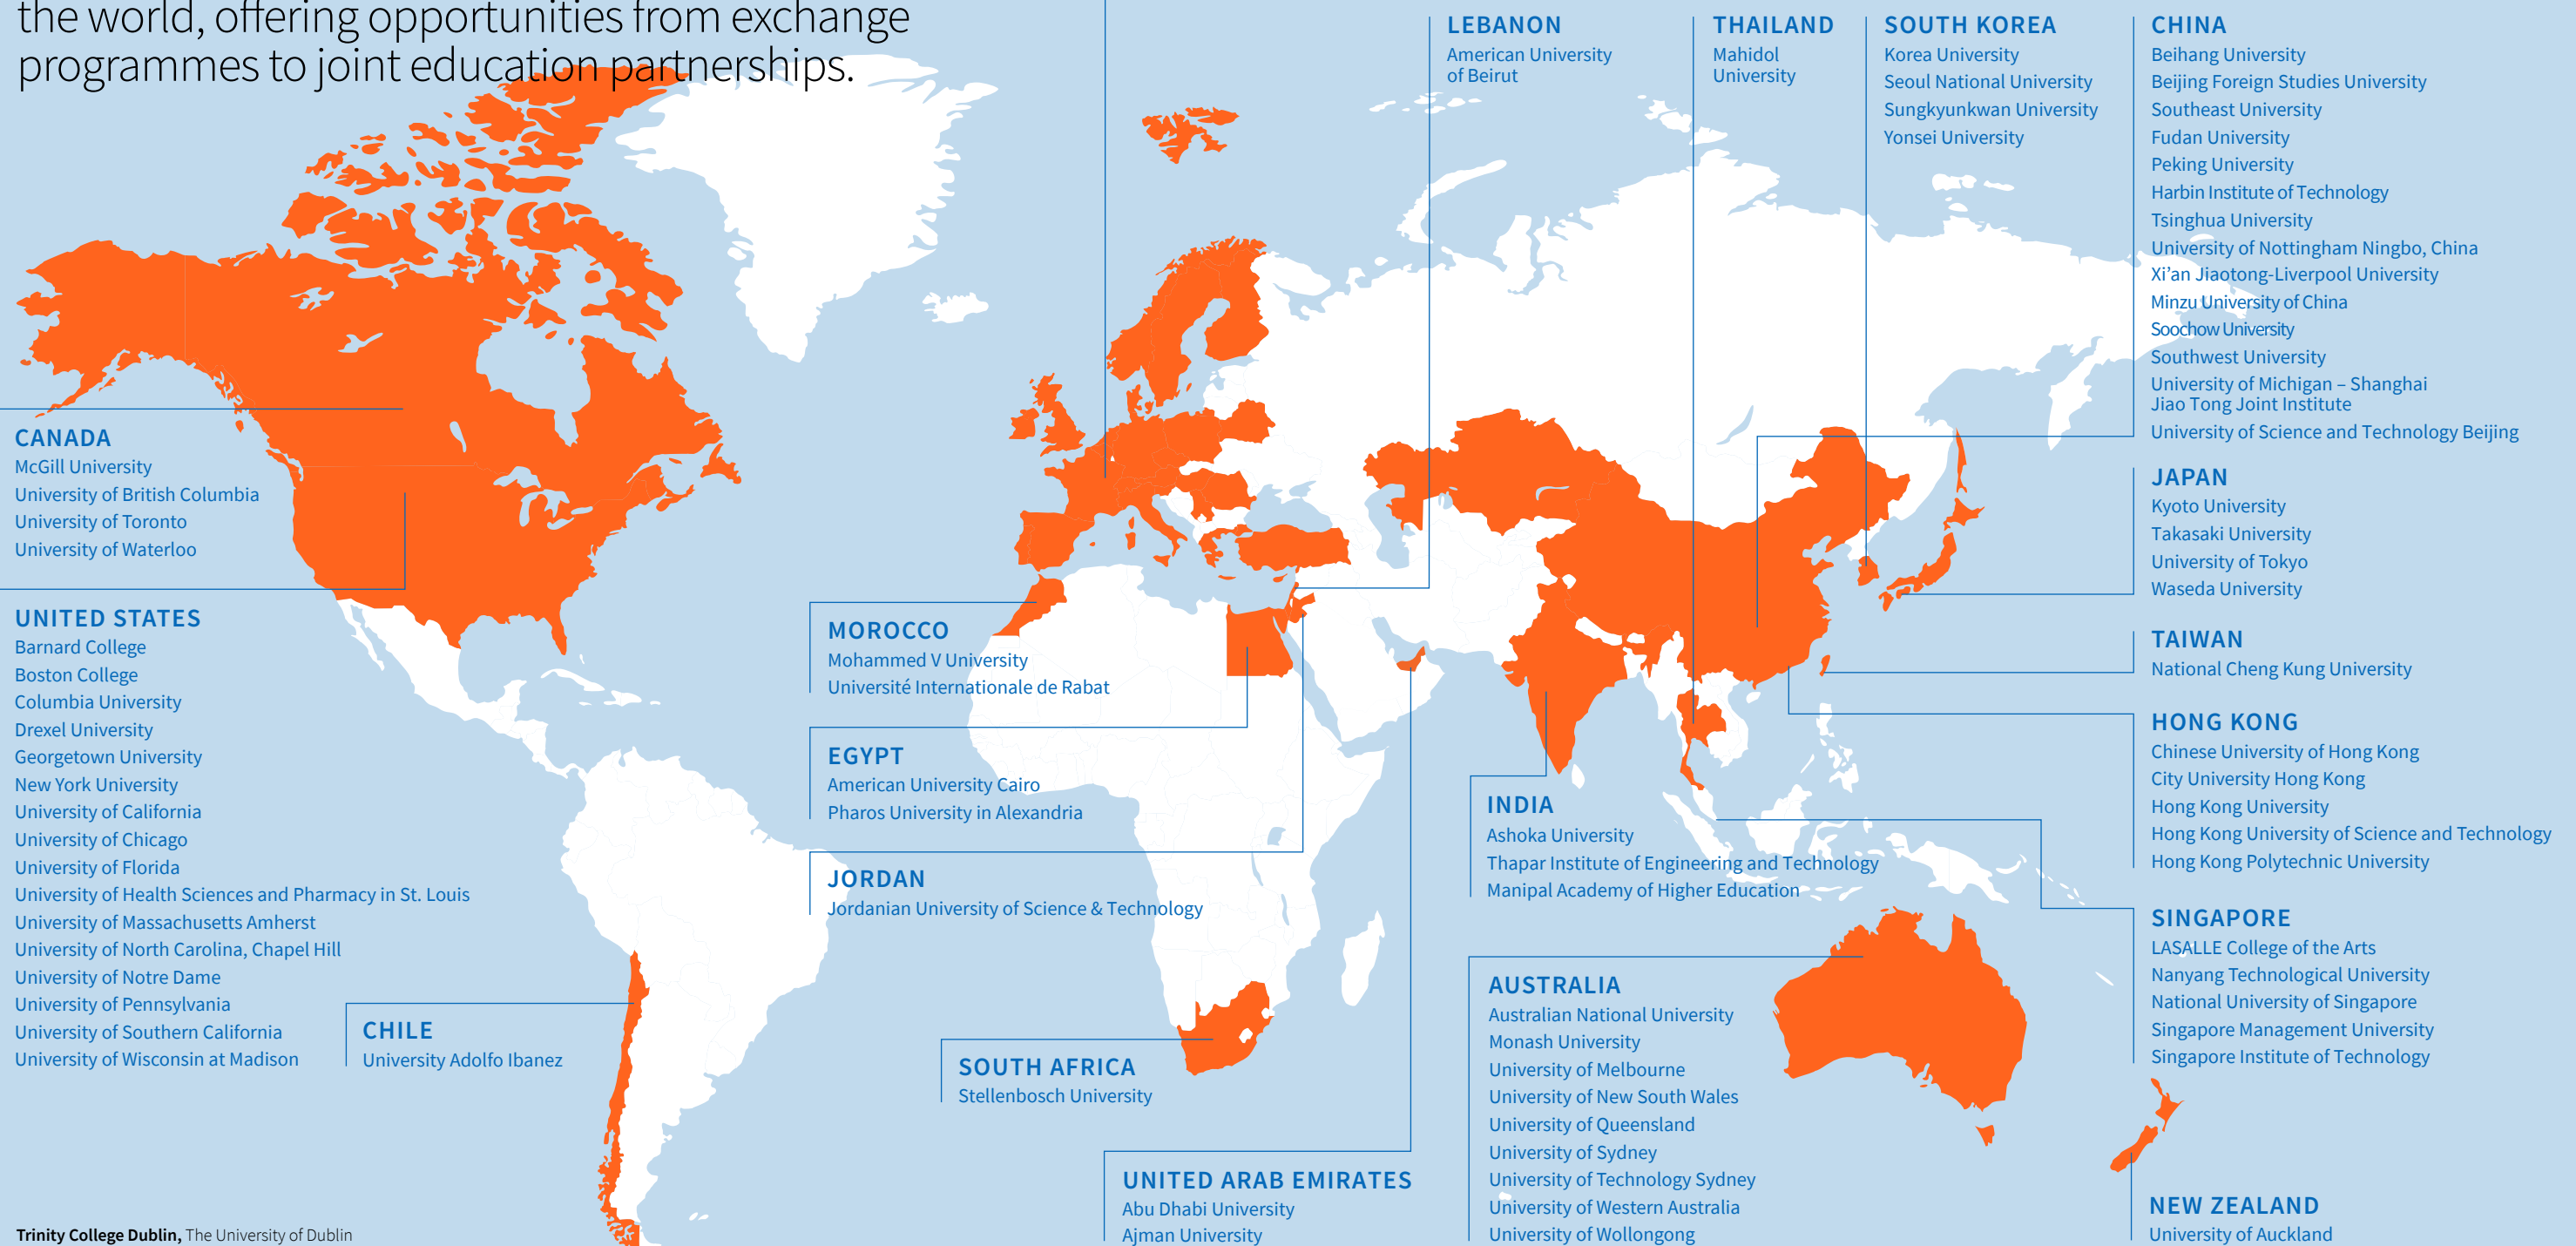 the world, offering opportunities from exchange
programmes to joint education partnerships.
CANADA
McGill University
University of British Columbia
University of Toronto
University of Waterloo
UNITED STATES
Barnard College
Boston College
Columbia University
Drexel University
Georgetown University
New York University
University of California
University of Chicago
University of Florida
University of Health Sciences and Pharmacy in St. Louis
University of Massachusetts Amherst
University of North Carolina, Chapel Hill
University of Notre Dame
University of Pennsylvania
University of Southern California
University of Wisconsin at Madison
CHILE
University Adolfo Ibanez
MOROCCO
Mohammed V University
Université Internationale de Rabat
EGYPT
American University Cairo
Pharos University in Alexandria
JORDAN
Jordanian University of Science & Technology
SOUTH AFRICA
Stellenbosch University
UNITED ARAB EMIRATES
Abu Dhabi University
Ajman University
LEBANON
American University
of Beirut
THAILAND
Mahidol
University
SOUTH KOREA
Korea University
Seoul National University
Sungkyunkwan University
Yonsei University
CHINA
Beihang University
Beijing Foreign Studies University
Southeast University
Fudan University
Peking University
Harbin Institute of Technology
Tsinghua University
University of Nottingham Ningbo, China
Xi’an Jiaotong-Liverpool University
Minzu University of China
Soochow University
Southwest University
University of Michigan – Shanghai
Jiao Tong Joint Institute
University of Science and Technology Beijing
JAPAN
Kyoto University
Takasaki University
University of Tokyo
Waseda University
TAIWAN
National Cheng Kung University
HONG KONG
Chinese University of Hong Kong
City University Hong Kong
Hong Kong University
Hong Kong University of Science and Technology
Hong Kong Polytechnic University
INDIA
Ashoka University
Thapar Institute of Engineering and Technology
Manipal Academy of Higher Education
SINGAPORE
LASALLE College of the Arts
Nanyang Technological University
National University of Singapore
Singapore Management University
Singapore Institute of Technology
AUSTRALIA
Australian National University
Monash University
University of Melbourne
University of New South Wales
University of Queensland
University of Sydney
University of Technology Sydney
University of Western Australia
University of Wollongong
NEW ZEALAND
University of Auckland
Trinity College Dublin, The University of Dublin